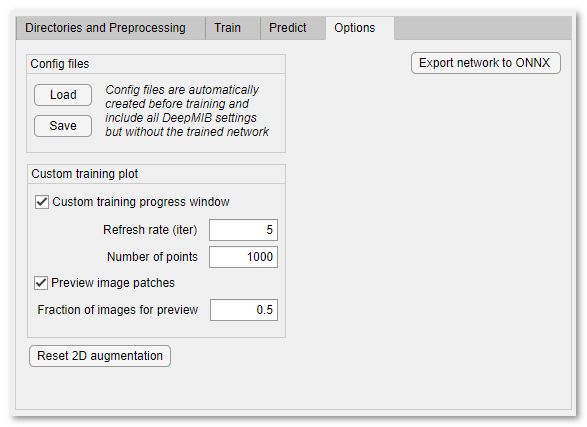 Directories and Preprocessing Train Predict Options
Config files
Export network to ONNX
Load
Save
Config files are automatically
created before training and
include all DeepMIB settings
but without the trained network
Custom training plot
Custom training progress window
Refresh rate (iter) 5
Number of points 1000
Preview image patches
Fraction of images for preview 0.5
Reset 2D augmentation